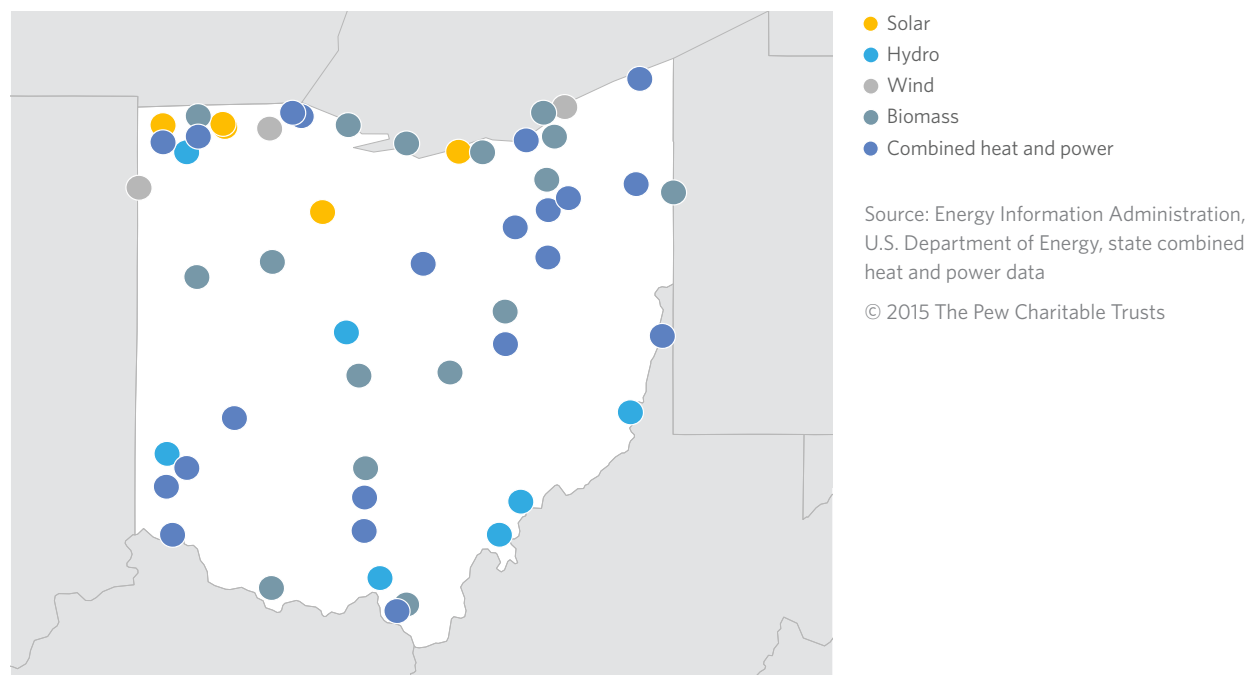 Solar
Hydro
Wind
Biomass
Combined heat and power
Source: Energy Information Administration,
U.S. Department of Energy, state combined
heat and power data
© 2015 The Pew Charitable Trusts